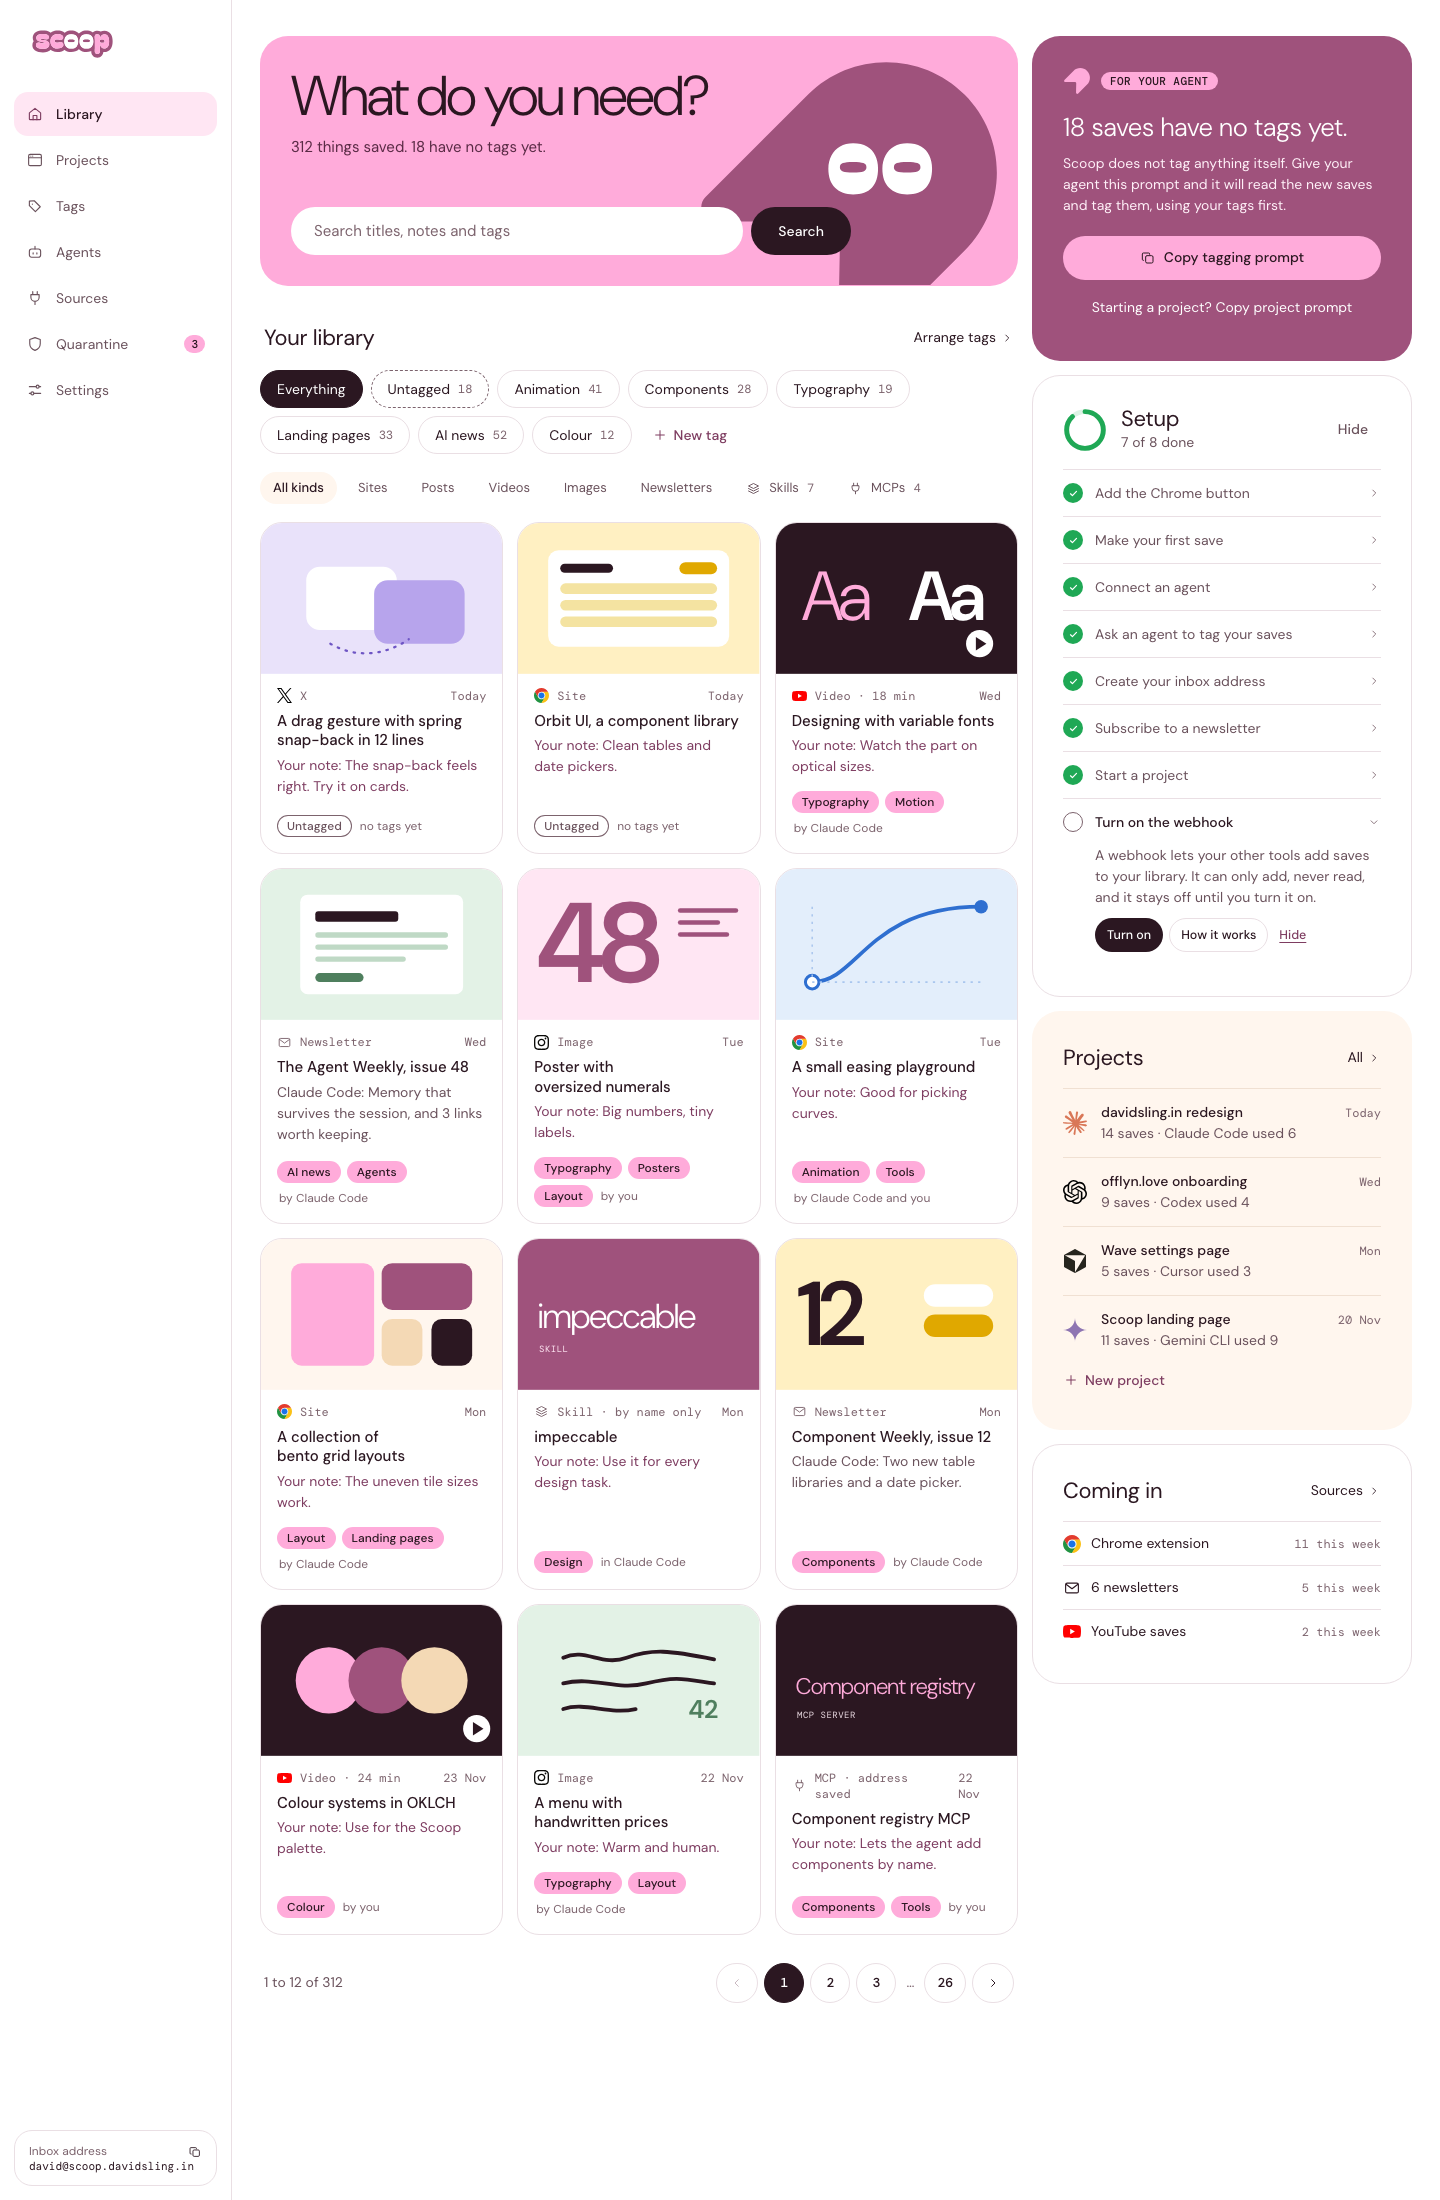 scoop
Library
Projects
Tags
Agents
Sources
Quarantine 3
Settings
Inbox address
david@scoop.davidsling.in
What do you need?
312 things saved. 18 have no tags yet.
Search titles, notes and tags
Search
Your library
Arrange tags
Everything
Untagged 18
Animation 41
Components 28
Typography 19
Landing pages 33
AI news 52
Colour 12
New tag
All kinds
Sites
Posts
Videos
Images
Newsletters
Skills 7
MCPs 4
X Today
A drag gesture with spring
snap-back in 12 lines
Your note: The snap-back feels
right. Try it on cards.
Untagged no tags yet
Site Today
Orbit UI, a component library
Your note: Clean tables and
date pickers.
Untagged no tags yet
Aa Aa
Video · 18 min Wed
Designing with variable fonts
Your note: Watch the part on
optical sizes.
Typography Motion
by Claude Code
Newsletter Wed
The Agent Weekly, issue 48
Claude Code: Memory that
survives the session, and 3 links
worth keeping.
AI news Agents
by Claude Code
48
Image Tue
Poster with
oversized numerals
Your note: Big numbers, tiny
labels.
Typography Posters
Layout by you
Site Tue
A small easing playground
Your note: Good for picking
curves.
Animation Tools
by Claude Code and you
Site Mon
A collection of
bento grid layouts
Your note: The uneven tile sizes
work.
Layout Landing pages
by Claude Code
impeccable
SKILL
Skill · by name only Mon
impeccable
Your note: Use it for every
design task.
Design in Claude Code
12
Newsletter Mon
Component Weekly, issue 12
Claude Code: Two new table
libraries and a date picker.
Components by Claude Code
Video · 24 min 23 Nov
Colour systems in OKLCH
Your note: Use for the Scoop
palette.
Colour by you
42
Image 22 Nov
A menu with
handwritten prices
Your note: Warm and human.
Typography Layout
by Claude Code
Component registry
MCP SERVER
MCP · address 22
saved Nov
Component registry MCP
Your note: Lets the agent add
components by name.
Components Tools by you
1 to 12 of 312
1 2 3 … 26
FOR YOUR AGENT
18 saves have no tags yet.
Scoop does not tag anything itself. Give your
agent this prompt and it will read the new saves
and tag them, using your tags first.
Copy tagging prompt
Starting a project? Copy project prompt
Setup
7 of 8 done
Hide
Add the Chrome button
Make your first save
Connect an agent
Ask an agent to tag your saves
Create your inbox address
Subscribe to a newsletter
Start a project
Turn on the webhook
A webhook lets your other tools add saves
to your library. It can only add, never read,
and it stays off until you turn it on.
Turn on How it works Hide
Projects
All
davidsling.in redesign Today
14 saves · Claude Code used 6
offlyn.love onboarding Wed
9 saves · Codex used 4
Wave settings page Mon
5 saves · Cursor used 3
Scoop landing page 20 Nov
11 saves · Gemini CLI used 9
New project
Coming in
Sources
Chrome extension 11 this week
6 newsletters 5 this week
YouTube saves 2 this week